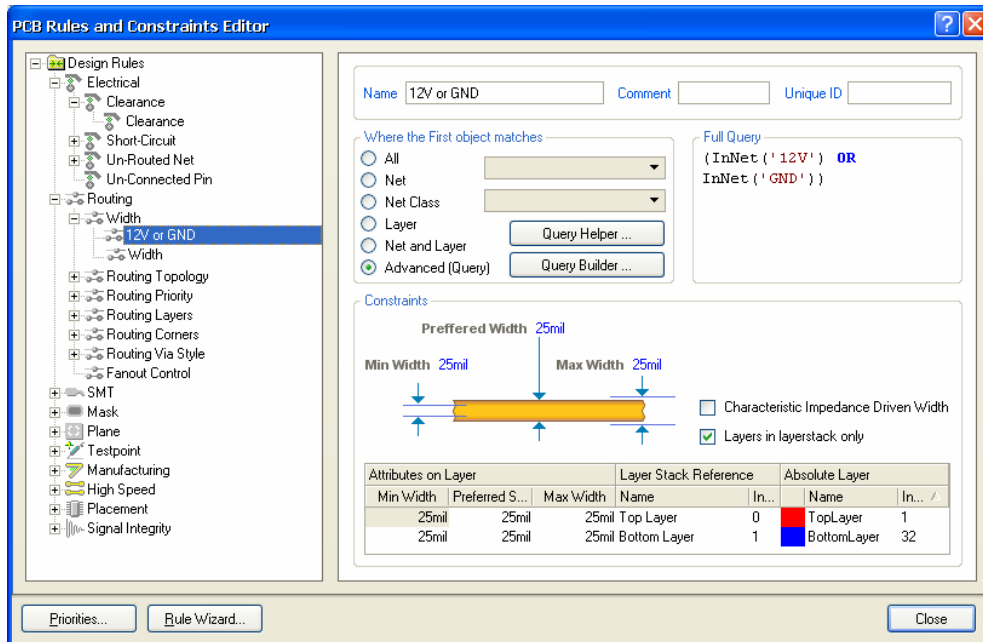 PCB Rules and Constraints Editor
Design Rules
Electrical
Clearance
Clearance
Short-Circuit
Un-Routed Net
Un-Connected Pin
Routing
Width
12V or GND
Width
Routing Topology
Routing Priority
Routing Layers
Routing Corners
Routing Via Style
Fanout Control
SMT
Mask
Plane
Testpoint
Manufacturing
High Speed
Placement
Signal Integrity
Name 12V or GND Comment Unique ID
Where the First object matches
All
Net
Net Class
Layer
Net and Layer
Advanced (Query)
Query Helper ...
Query Builder ...
Full Query
(InNet('12V') OR
InNet('GND'))
Constraints
Preffered Width 25mil
Min Width 25mil Max Width 25mil
Characteristic Impedance Driven Width
Layers in layerstack only
Attributes on Layer Layer Stack Reference Absolute Layer
Min Width Preferred S... Max Width Name In... Name In...
25mil 25mil 25mil Top Layer 0 TopLayer 1
25mil 25mil 25mil Bottom Layer 1 BottomLayer 32
Priorities... Rule Wizard... Close